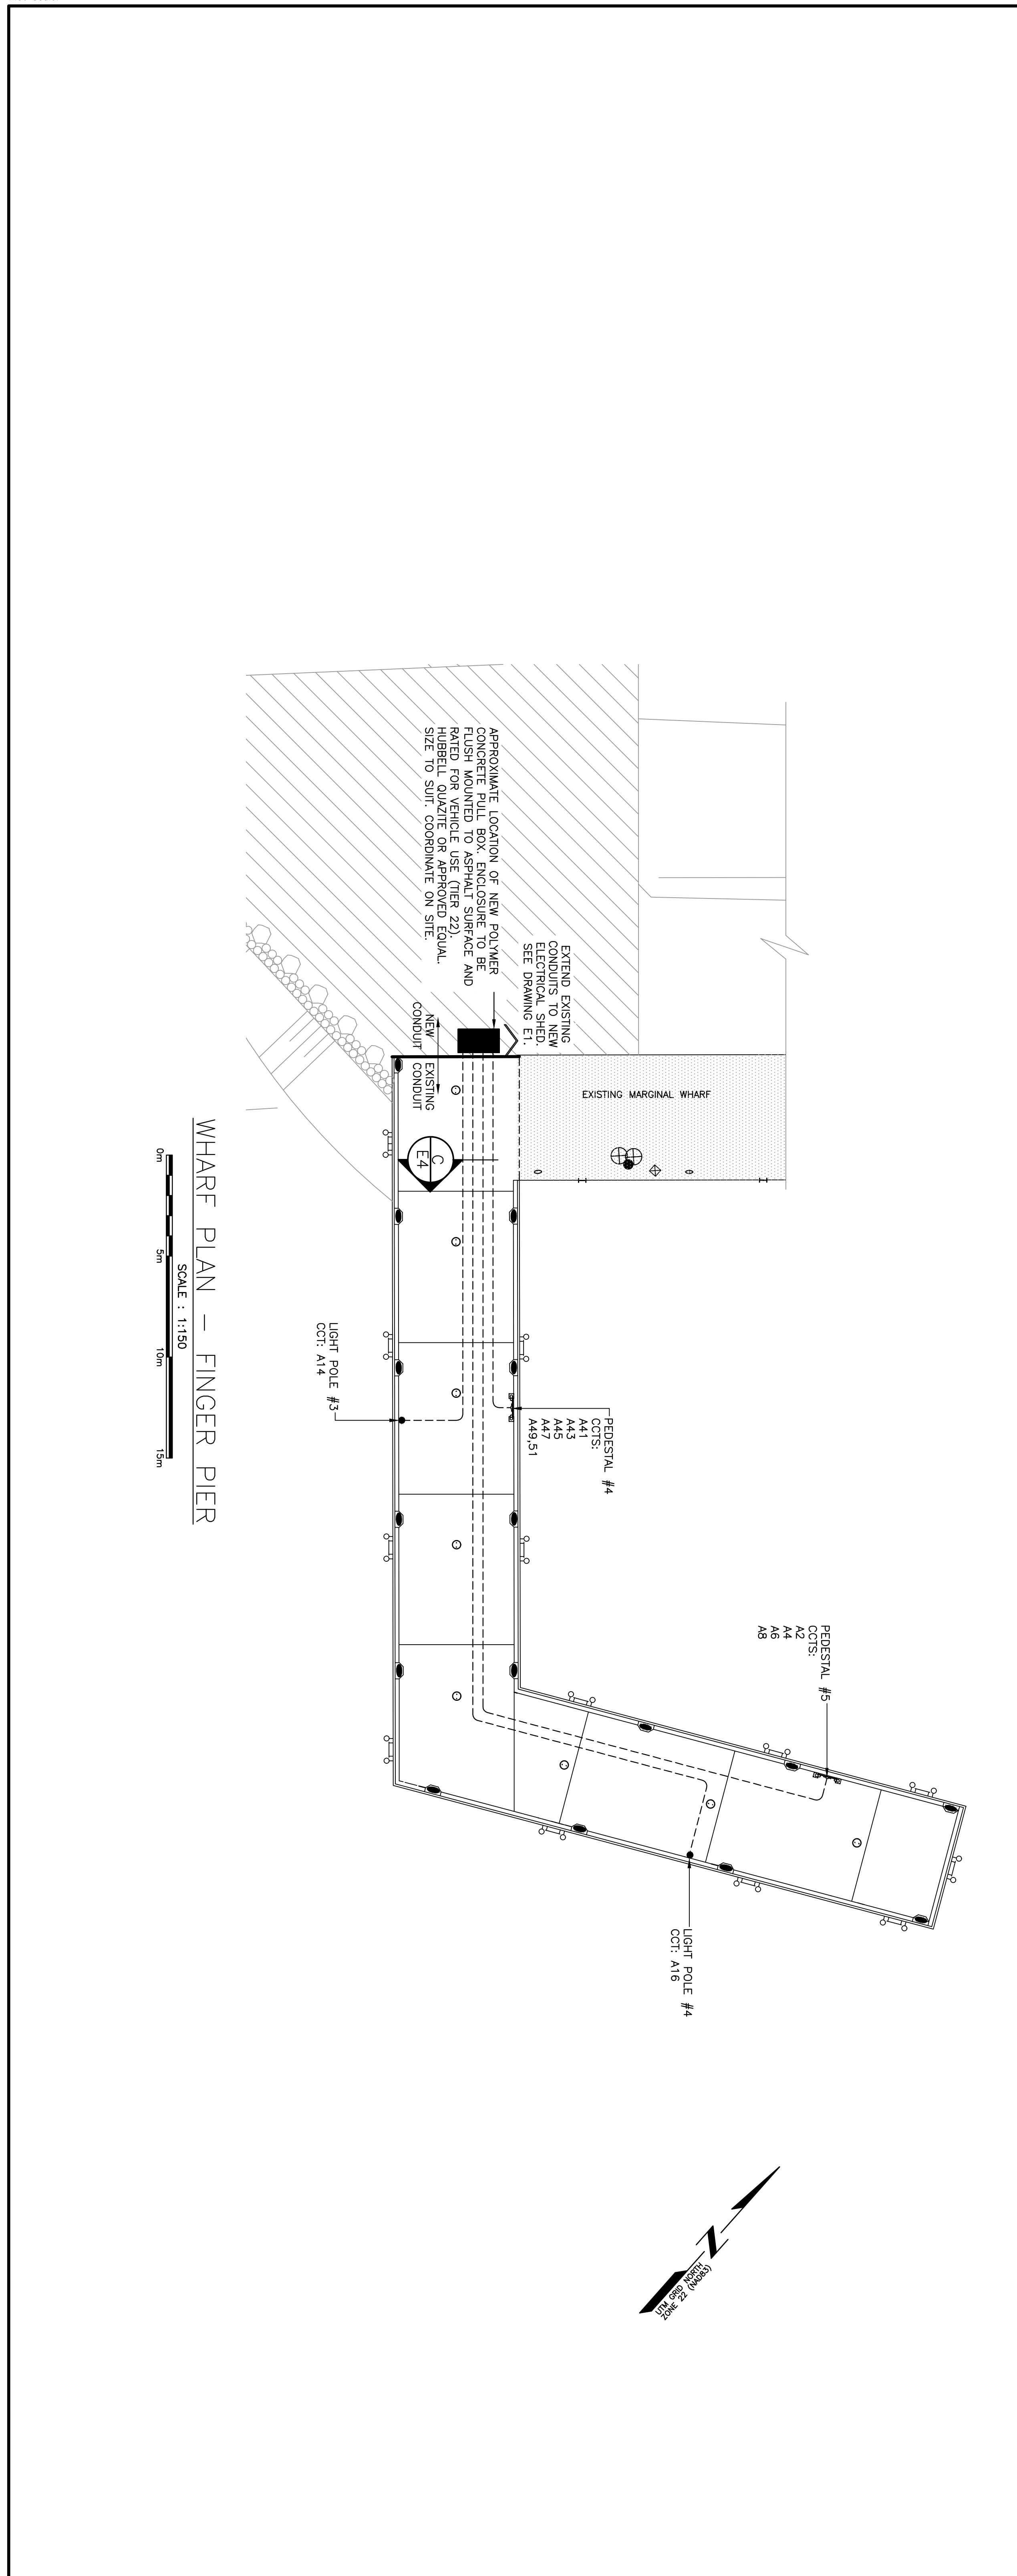 APPROXIMATE LOCATION OF NEW POLYMER
CONCRETE PULL BOX. ENCLOSURE TO BE
FLUSH MOUNTED TO ASPHALT SURFACE AND
RATED FOR VEHICLE USE (TIER 22).
HUBBELL QUAZITE OR APPROVED EQUAL.
SIZE TO SUIT. COORDINATE ON SITE.
EXTEND EXISTING
CONDUITS TO NEW
ELECTRICAL SHED.
SEE DRAWING E1.
NEW
CONDUIT
EXISTING
CONDUIT
EXISTING MARGINAL WHARF
C
E4
PEDESTAL #4
CCTS:
A41
A43
A45
A47
A49,51
LIGHT POLE #3
CCT: A14
PEDESTAL #5
CCTS:
A2
A4
A6
A8
LIGHT POLE #4
CCT: A16
WHARF PLAN – FINGER PIER
SCALE : 1:150
0m
5m
10m
15m
UTM GRID NORTH
ZONE 22 (NAD83)